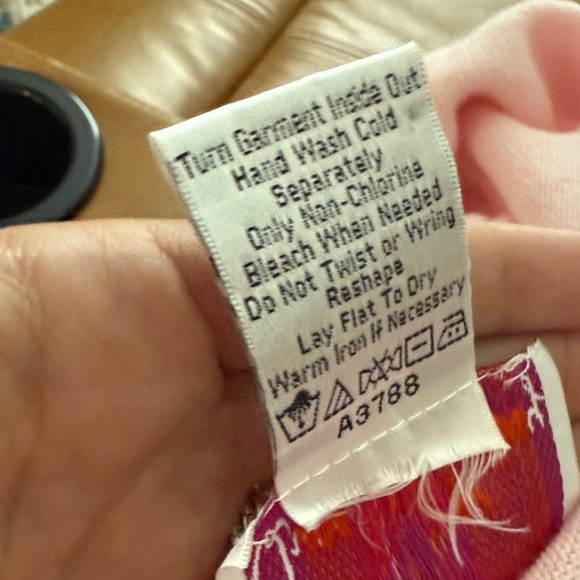 Turn Garment Inside Out
Hand Wash Cold
Separately
Only Non-Chlorine
Bleach When Needed
Do Not Twist or Wring
Reshape
Lay Flat To Dry
Warm Iron If Necessary
A3788